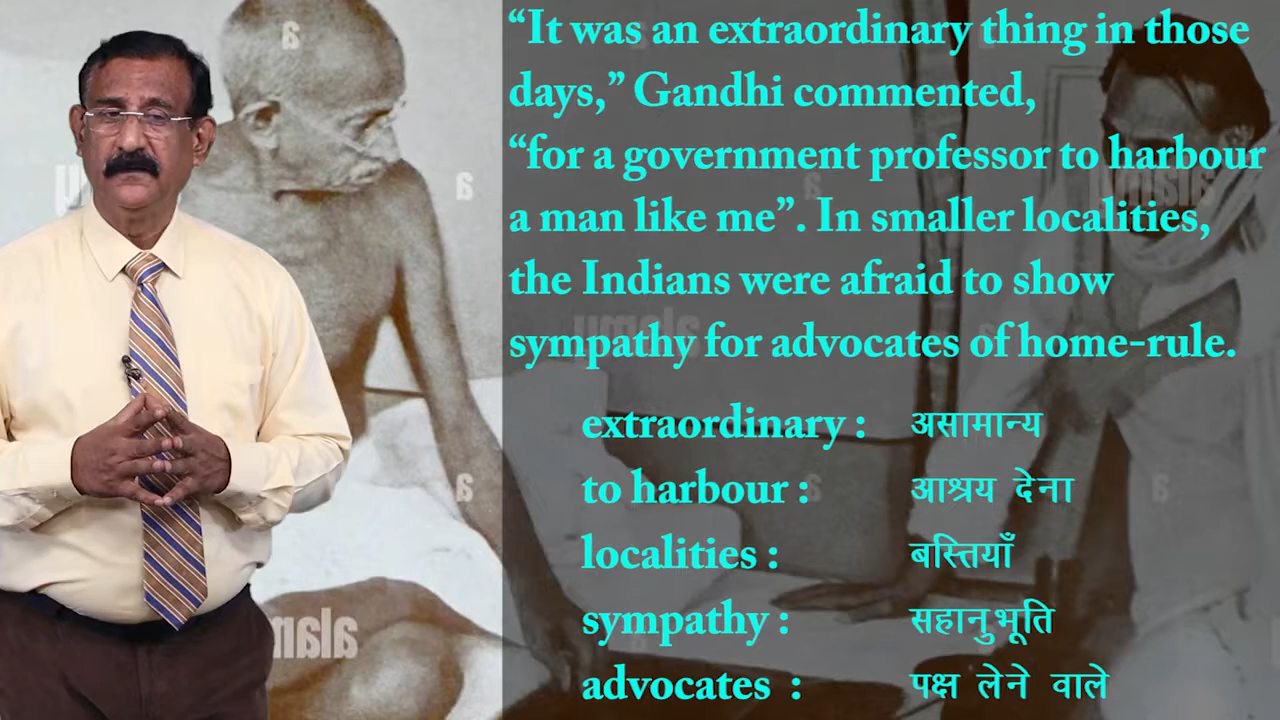 “It was an extraordinary thing in those
days,” Gandhi commented,
“for a government professor to harbour
a man like me”. In smaller localities,
the Indians were afraid to show
sympathy for advocates of home-rule.
extraordinary : असामान्य
to harbour : आश्रय देना
localities : बस्तियाँ
sympathy : सहानुभूति
advocates : पक्ष लेने वाले